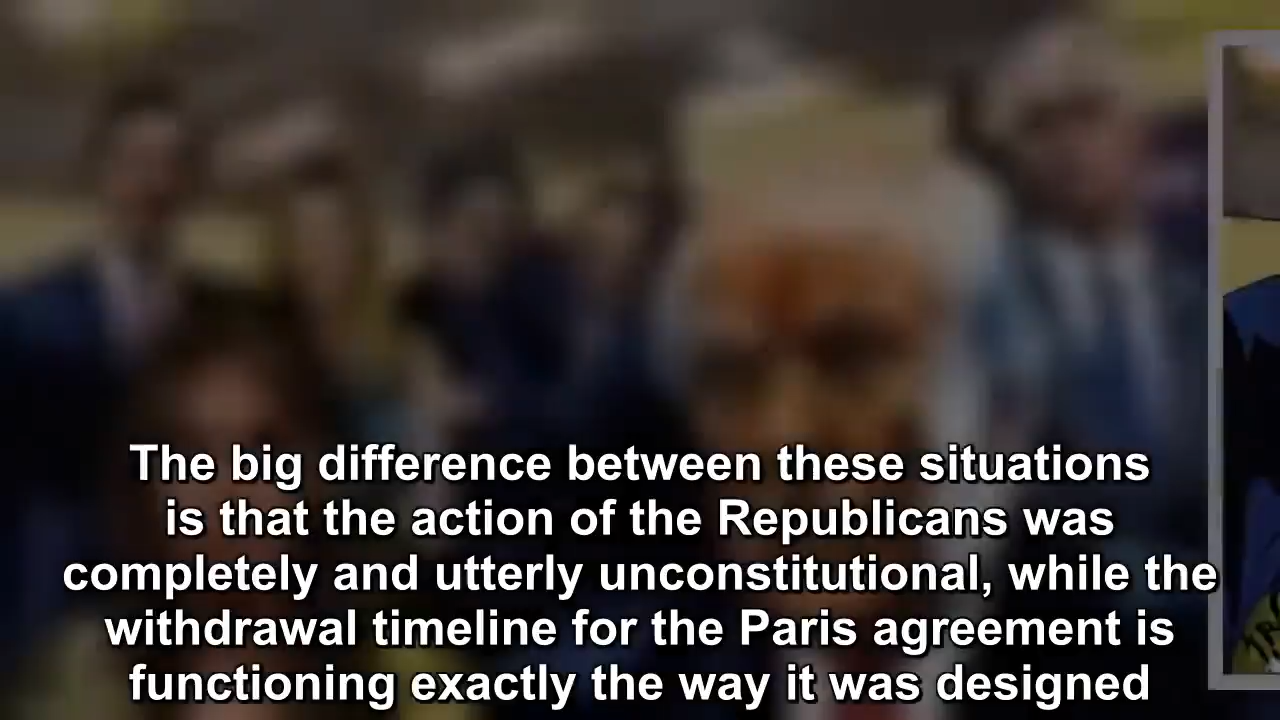 The big difference between these situations
is that the action of the Republicans was
completely and utterly unconstitutional, while the
withdrawal timeline for the Paris agreement is
functioning exactly the way it was designed